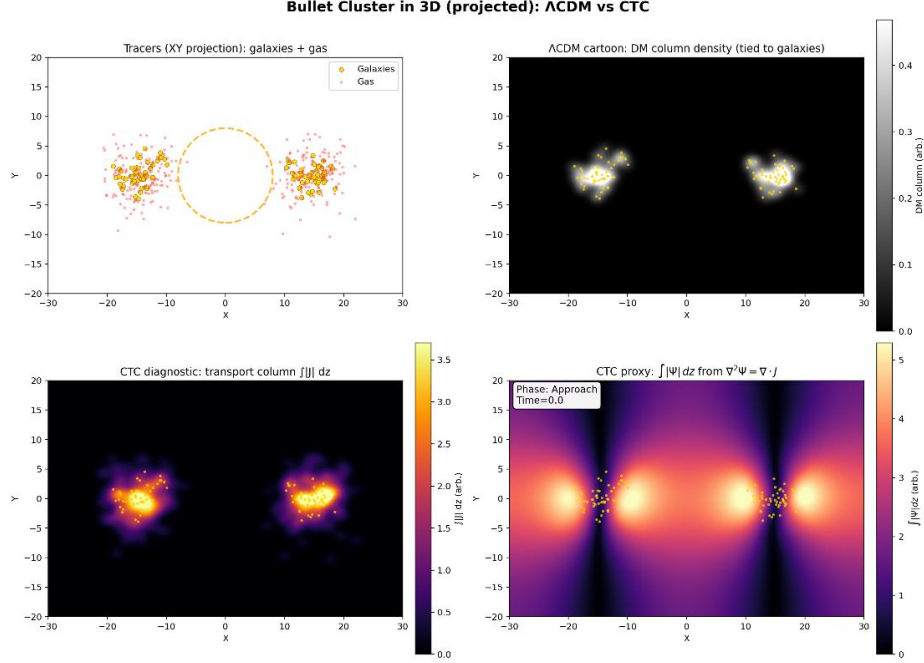 Bullet Cluster in 3D (projected): ΛCDM vs CTC
Tracers (XY projection): galaxies + gas
Galaxies
Gas
20
15
10
5
0
−5
−10
−15
−20
Y
−30 −20 −10 0 10 20 30
X
ΛCDM cartoon: DM column density (tied to galaxies)
20
15
10
5
0
−5
−10
−15
−20
Y
−30 −20 −10 0 10 20 30
X
0.4
0.3
0.2
0.1
0.0
DM column (arb.)
CTC diagnostic: transport column ∫|J| dz
20
15
10
5
0
−5
−10
−15
−20
Y
−30 −20 −10 0 10 20 30
X
3.5
3.0
2.5
2.0
1.5
1.0
0.5
0.0
∫|J| dz (arb.)
CTC proxy: ∫|Ψ| dz from ∇²Ψ = ∇ · J
Phase: Approach
Time=0.0
20
15
10
5
0
−5
−10
−15
−20
Y
−30 −20 −10 0 10 20 30
X
5
4
3
2
1
0
∫|Ψ|dz (arb.)